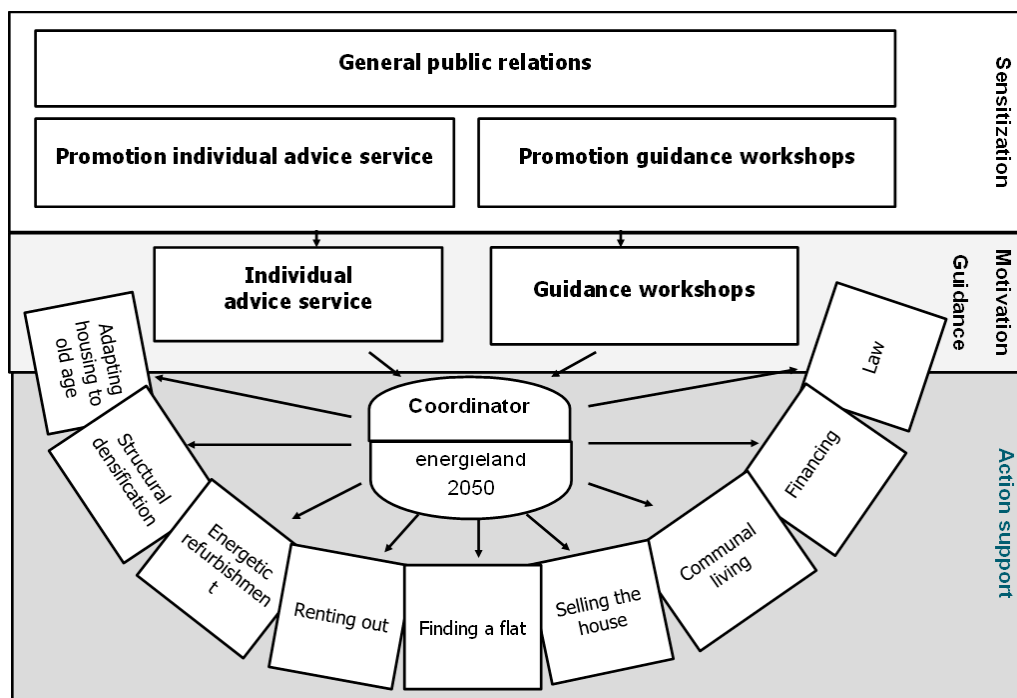 General public relations
Promotion individual advice service
Promotion guidance workshops
Sensitization
Individual
advice service
Guidance workshops
Motivation
Guidance
Adapting
housing to
old age
Structural
densification
Energetic
refurbishmen
t
Renting out
Finding a flat
Selling the
house
Communal
living
Financing
Law
Coordinator
energieland
2050
Action support